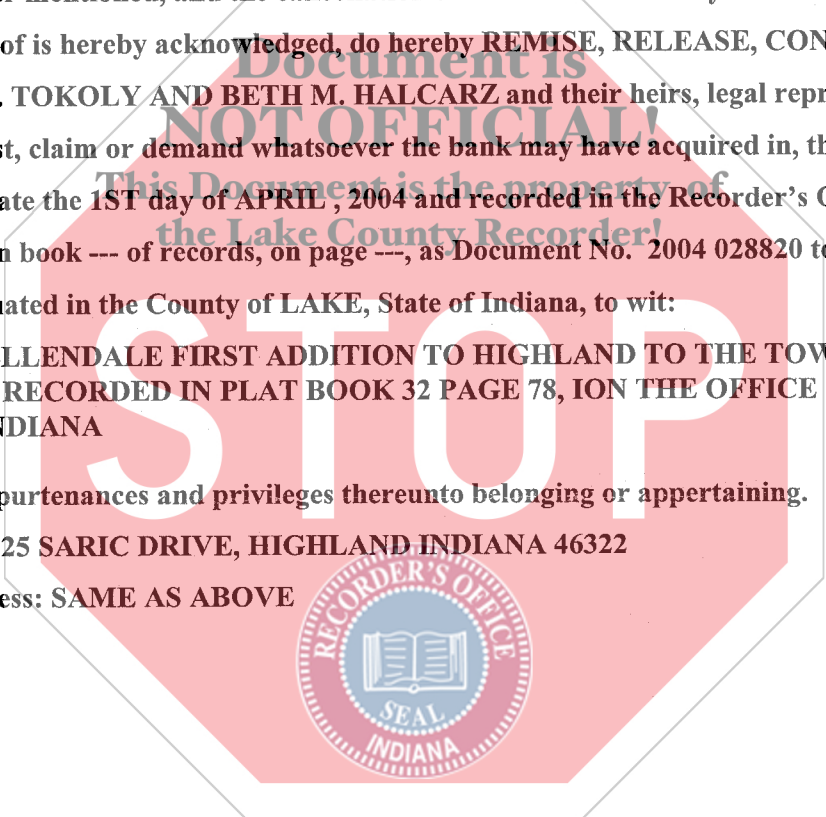 of is hereby acknowledged, do hereby REMISE, RELEASE, CON
Document is
. TOKOLY AND BETH M. HALCARZ and their heirs, legal repr
NOT OFFICIAL!
st, claim or demand whatsoever the bank may have acquired in, th
This Document is the property of
ate the 1ST day of APRIL , 2004 and recorded in the Recorder's O
the Lake County Recorder!
n book --- of records, on page ---, as Document No. 2004 028820 to
uated in the County of LAKE, State of Indiana, to wit:
STOP
LLENDALE FIRST ADDITION TO HIGHLAND TO THE TOW
RECORDED IN PLAT BOOK 32 PAGE 78, ION THE OFFICE
NDIANA
purtenances and privileges thereunto belonging or appertaining.
25 SARIC DRIVE, HIGHLAND INDIANA 46322
ess: SAME AS ABOVE
RECORDER'S OFFICE
SEAL
INDIANA